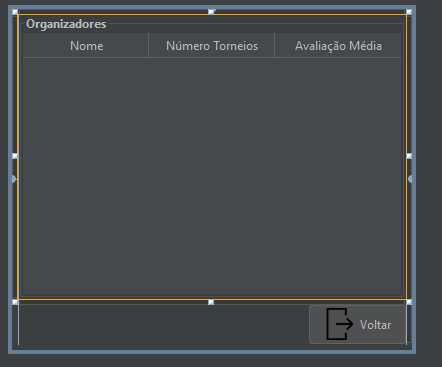 Organizadores
Nome Número Torneios Avaliação Média
Voltar